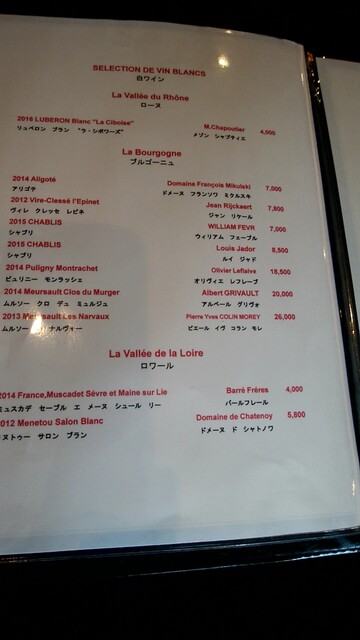 SELECTION DE VIN BLANCS
白ワイン
La Vallée du Rhône
ローヌ
2016 LUBERON Blanc "La Ciboise" M.Chapoutier 4,000
リュベロン ブラン "ラ・シボワーズ" メゾン シャプティエ
La Bourgogne
ブルゴーニュ
2014 Aligoté Domaine François Mikulski 7,000
アリゴテ ドメーヌ フランソワ ミクルスキ
2012 Vire-Clessé l'Epinet Jean Rijckaert 7,800
ヴィレ クレッセ レピネ ジャン リケール
2015 CHABLIS WILLIAM FEVR 7,000
シャブリ ウィリアム フェーブル
2015 CHABLIS Louis Jador 8,500
シャブリ ルイ ジャド
2014 Puligny Montrachet Olivier Leflaive 18,500
ピュリニー モンラッシェ オリヴィエ レフレーブ
2014 Meursault Clos du Murger Albert GRIVAULT 20,000
ムルソー クロ デュ ミュルジュ アルベール グリヴォ
2013 Meursault Les Narvaux Pierre Yves COLIN MOREY 26,000
ムルソー ナルヴォー ピエール イヴ コラン モレ
La Vallée de la Loire
ロワール
2014 France,Muscadet Sévre et Maine sur Lie Barré Fréres 4,000
ミュスカデ セーブル エ メーヌ シュール リー バールフレール
2012 Menetou Salon Blanc Domaine de Chatenoy 5,800
ヌトゥー サロン ブラン ドメーヌ ド シャトノワ